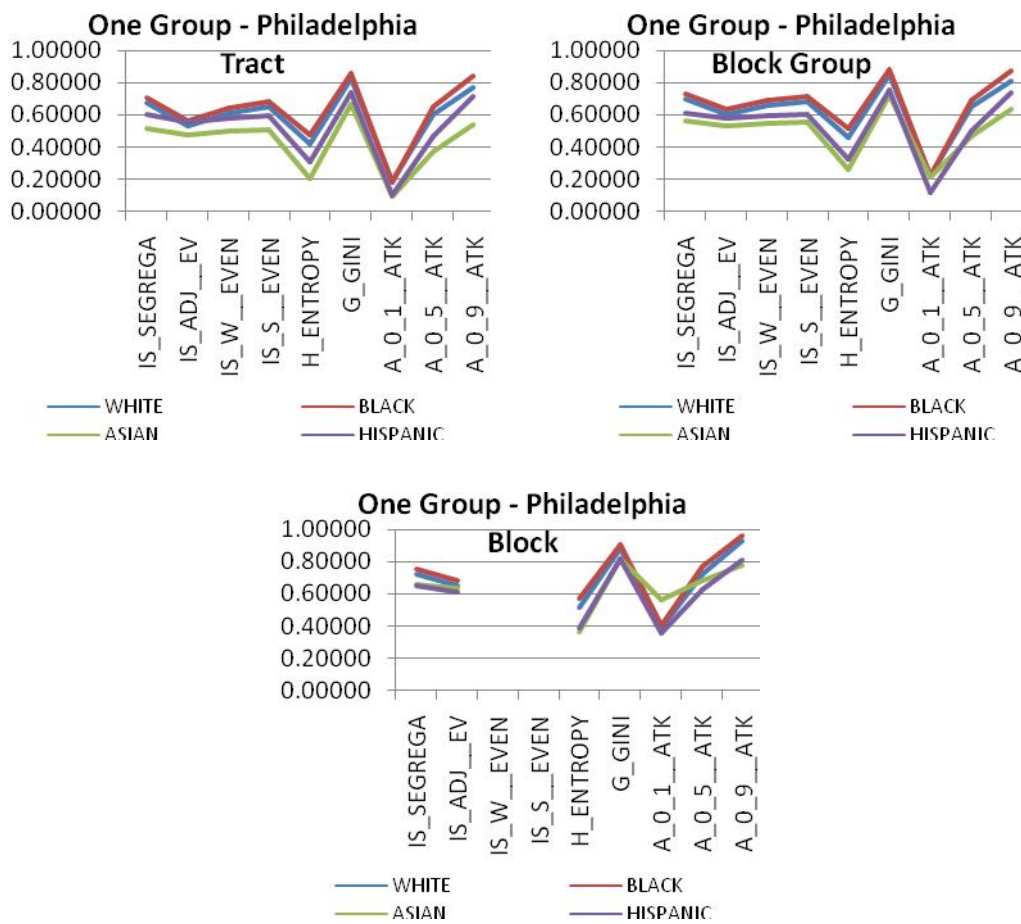 One Group - Philadelphia
Tract
1.00000
0.80000
0.60000
0.40000
0.20000
0.00000
IS_SEGREGA
IS_ADJ__EV
IS_W__EVEN
IS_S__EVEN
H_ENTROPY
G_GINI
A_0_1__ATK
A_0_5__ATK
A_0_9__ATK
WHITE BLACK
ASIAN HISPANIC
One Group - Philadelphia
Block Group
1.00000
0.80000
0.60000
0.40000
0.20000
0.00000
IS_SEGREGA
IS_ADJ__EV
IS_W__EVEN
IS_S__EVEN
H_ENTROPY
G_GINI
A_0_1__ATK
A_0_5__ATK
A_0_9__ATK
WHITE BLACK
ASIAN HISPANIC
One Group - Philadelphia
Block
1.00000
0.80000
0.60000
0.40000
0.20000
0.00000
IS_SEGREGA
IS_ADJ__EV
IS_W__EVEN
IS_S__EVEN
H_ENTROPY
G_GINI
A_0_1__ATK
A_0_5__ATK
A_0_9__ATK
WHITE BLACK
ASIAN HISPANIC